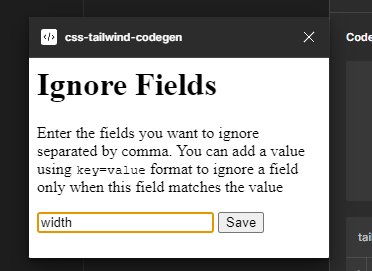 css-tailwind-codegen
Code
Ignore Fields
Enter the fields you want to ignore
separated by comma. You can add a value
using key=value format to ignore a field
only when this field matches the value
width Save
tai